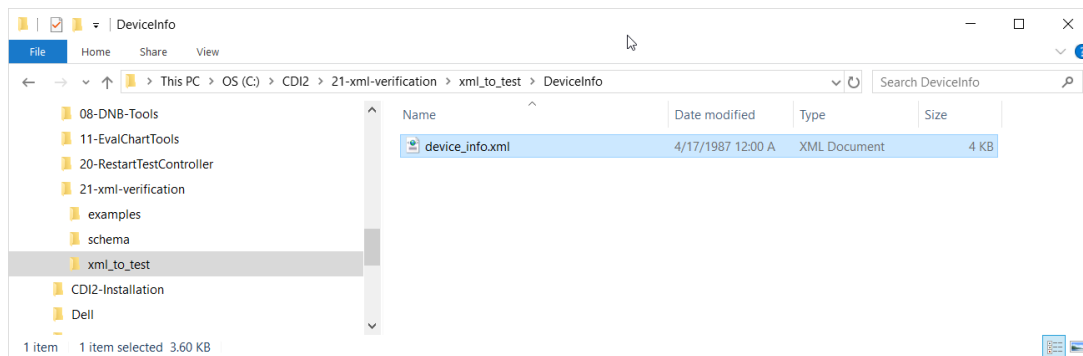 DeviceInfo
File Home Share View
This PC > OS (C:) > CDI2 > 21-xml-verification > xml_to_test > DeviceInfo
Search DeviceInfo
08-DNB-Tools
11-EvalChartTools
20-RestartTestController
21-xml-verification
examples
schema
xml_to_test
CDI2-Installation
Dell
Name Date modified Type Size
device_info.xml 4/17/1987 12:00 A XML Document 4 KB
1 item 1 item selected 3.60 KB